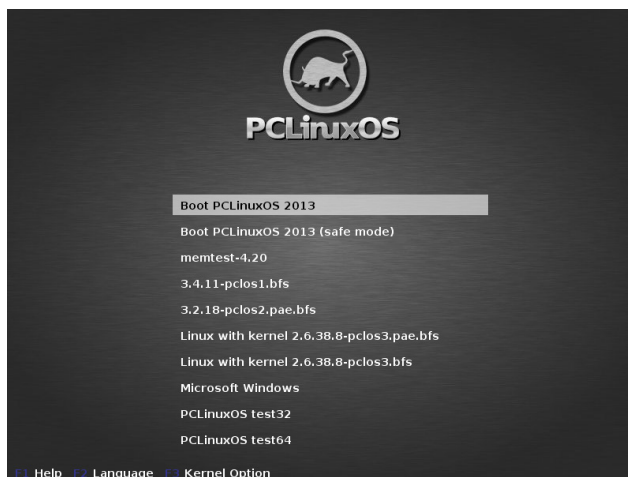 PCLinuxOS
Boot PCLinuxOS 2013
Boot PCLinuxOS 2013 (safe mode)
memtest-4.20
3.4.11-pclos1.bfs
3.2.18-pclos2.pae.bfs
Linux with kernel 2.6.38.8-pclos3.pae.bfs
Linux with kernel 2.6.38.8-pclos3.bfs
Microsoft Windows
PCLinuxOS test32
PCLinuxOS test64
F1 Help F2 Language F3 Kernel Option